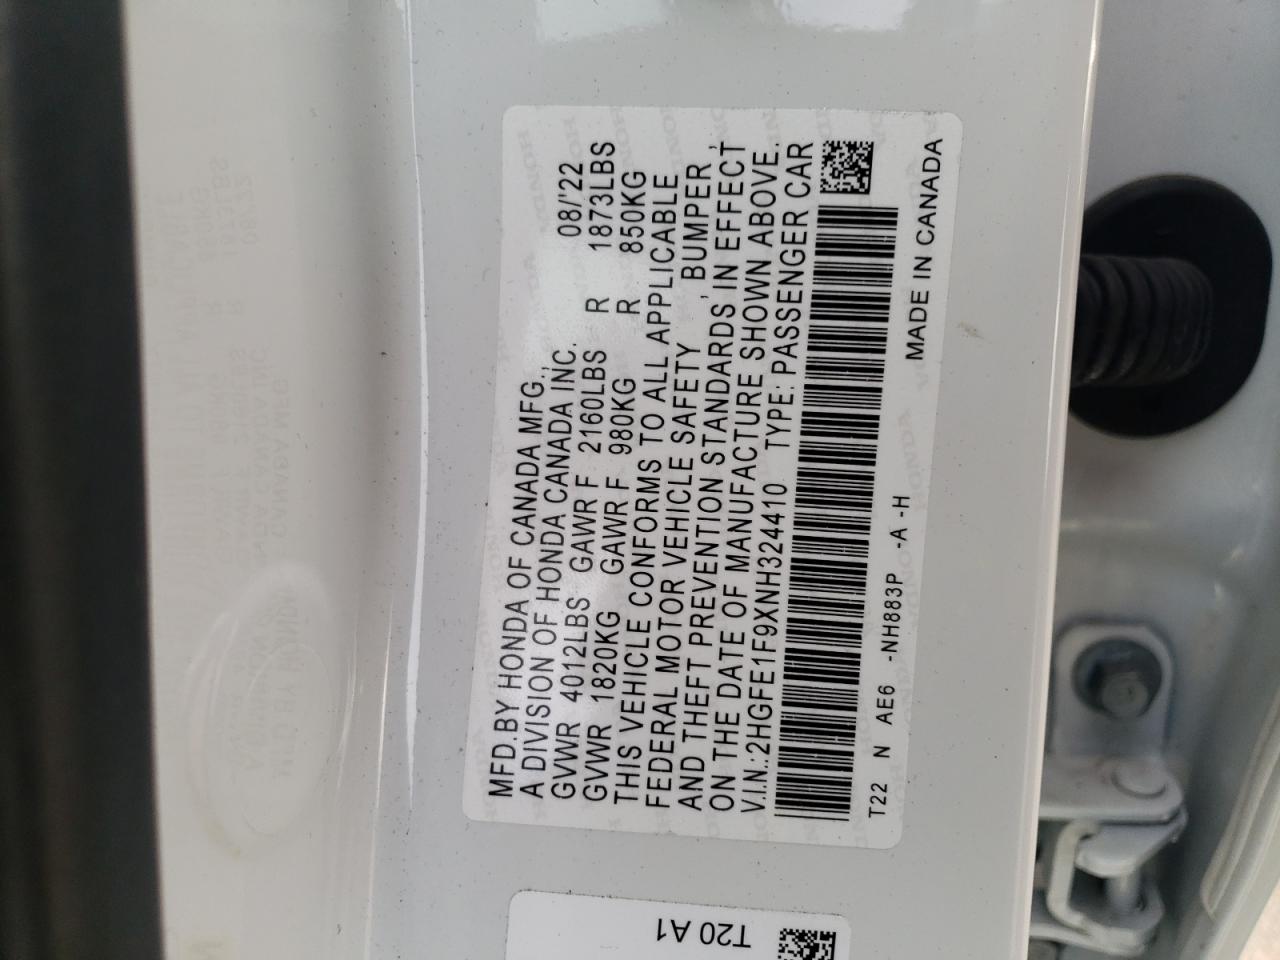 MFD.BY HONDA OF CANADA MFG.,
A DIVISION OF HONDA CANADA INC. 08/'22
GVWR 4012LBS GAWR F 2160LBS R 1873LBS
GVWR 1820KG GAWR F 980KG R 850KG
THIS VEHICLE CONFORMS TO ALL APPLICABLE
FEDERAL MOTOR VEHICLE SAFETY , BUMPER ,
AND THEFT PREVENTION STANDARDS IN EFFECT
ON THE DATE OF MANUFACTURE SHOWN ABOVE.
V.I.N.:2HGFE1F9XNH324410 TYPE: PASSENGER CAR
T22 N AE6 -NH883P -A -H MADE IN CANADA
T20 A1